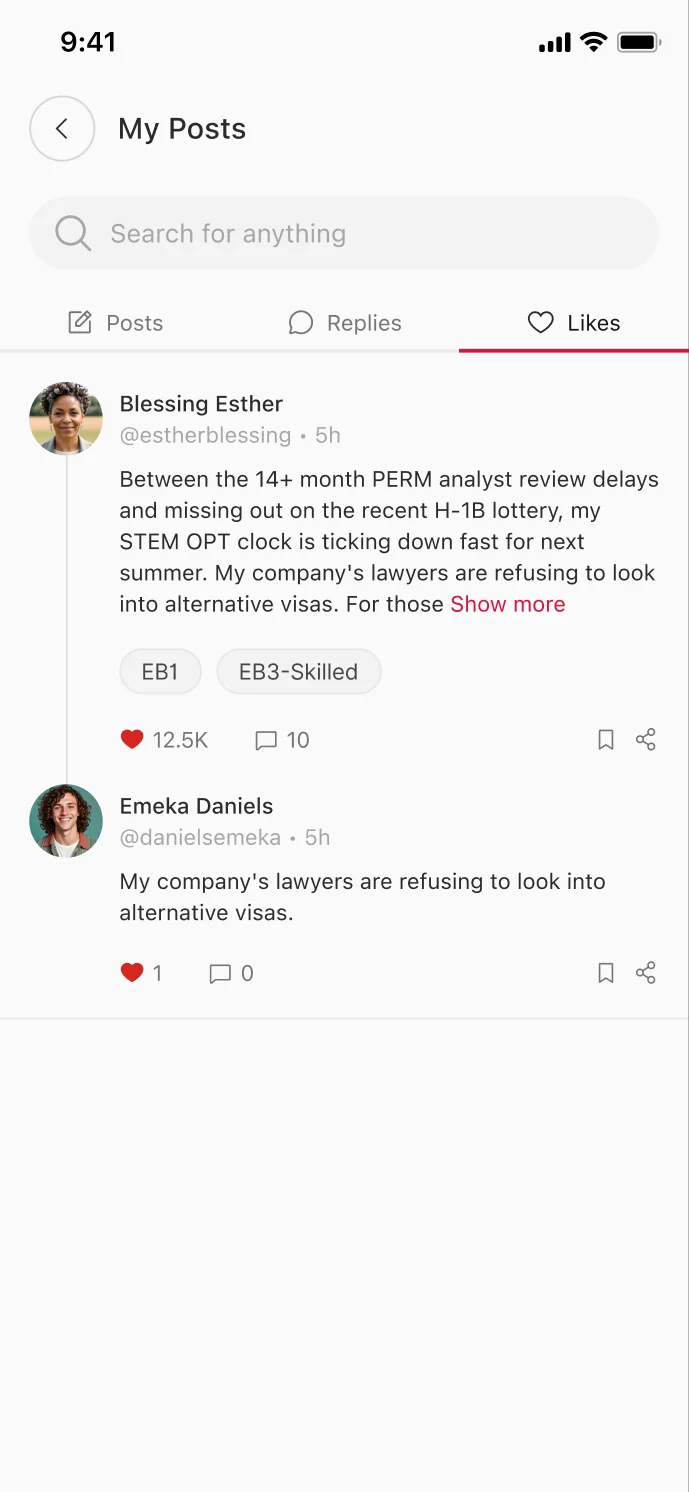 9:41
My Posts
Search for anything
Posts
Replies
Likes
Blessing Esther
@estherblessing • 5h
Between the 14+ month PERM analyst review delays
and missing out on the recent H-1B lottery, my
STEM OPT clock is ticking down fast for next
summer. My company's lawyers are refusing to look
into alternative visas. For those Show more
EB1
EB3-Skilled
12.5K
10
Emeka Daniels
@danielsemeka • 5h
My company's lawyers are refusing to look into
alternative visas.
1
0